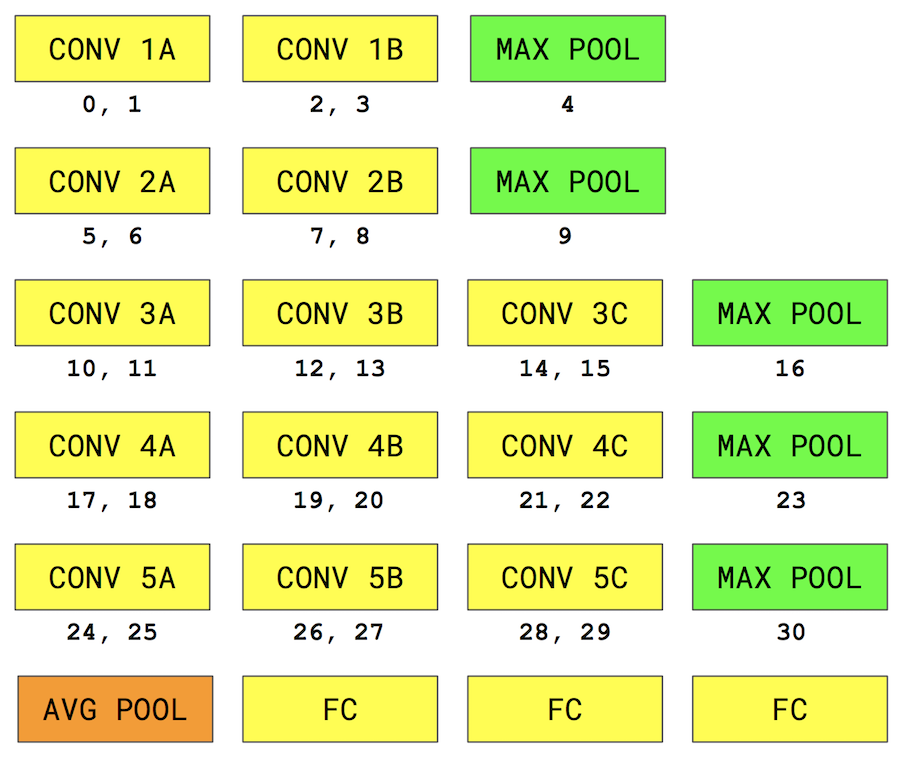 CONV 1A CONV 1B MAX POOL
0, 1 2, 3 4
CONV 2A CONV 2B MAX POOL
5, 6 7, 8 9
CONV 3A CONV 3B CONV 3C MAX POOL
10, 11 12, 13 14, 15 16
CONV 4A CONV 4B CONV 4C MAX POOL
17, 18 19, 20 21, 22 23
CONV 5A CONV 5B CONV 5C MAX POOL
24, 25 26, 27 28, 29 30
AVG POOL FC FC FC